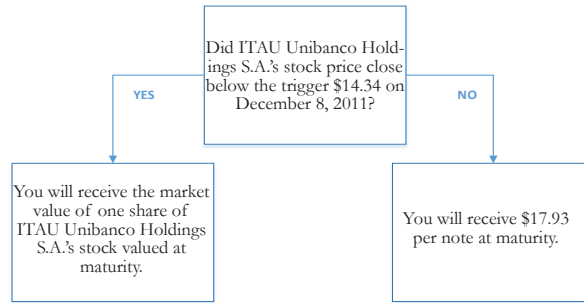 Did ITAU Unibanco Hold-
ings S.A.'s stock price close
below the trigger $14.34 on
December 8, 2011?
YES
NO
You will receive the market
value of one share of
ITAU Unibanco Holdings
S.A.'s stock valued at
maturity.
You will receive $17.93
per note at maturity.